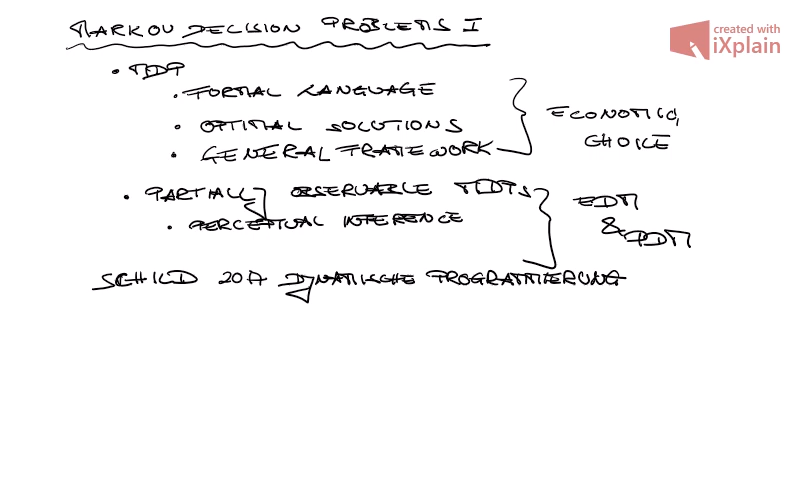 MARKOV DECISION PROBLEMS I
created with
iXplain
• MDP
• FORMAL LANGUAGE
• OPTIMAL SOLUTIONS
• GENERAL FRAMEWORK
ECONOMIC
CHOICE
• PARTIALLY OBSERVABLE MDPS
• PERCEPTUAL INFERENCE
EDM
& PDM
SCHILD 2017 DYNAMISCHE PROGRAMMIERUNG